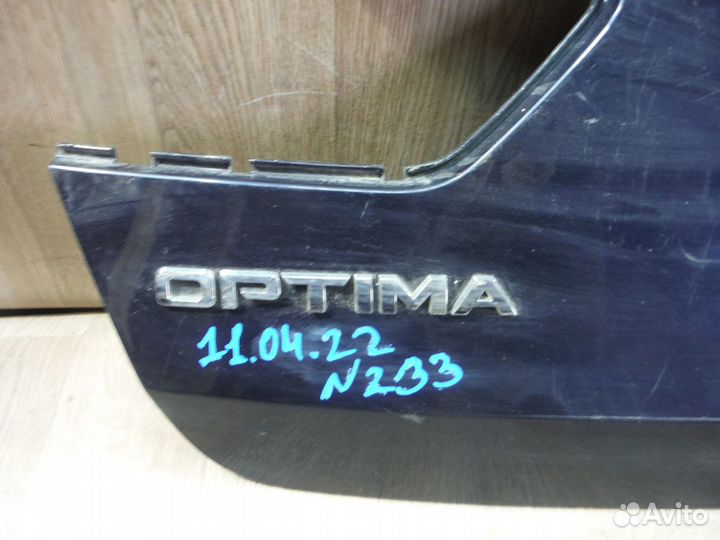 OPTIMA
11.04.22
N233
Avito